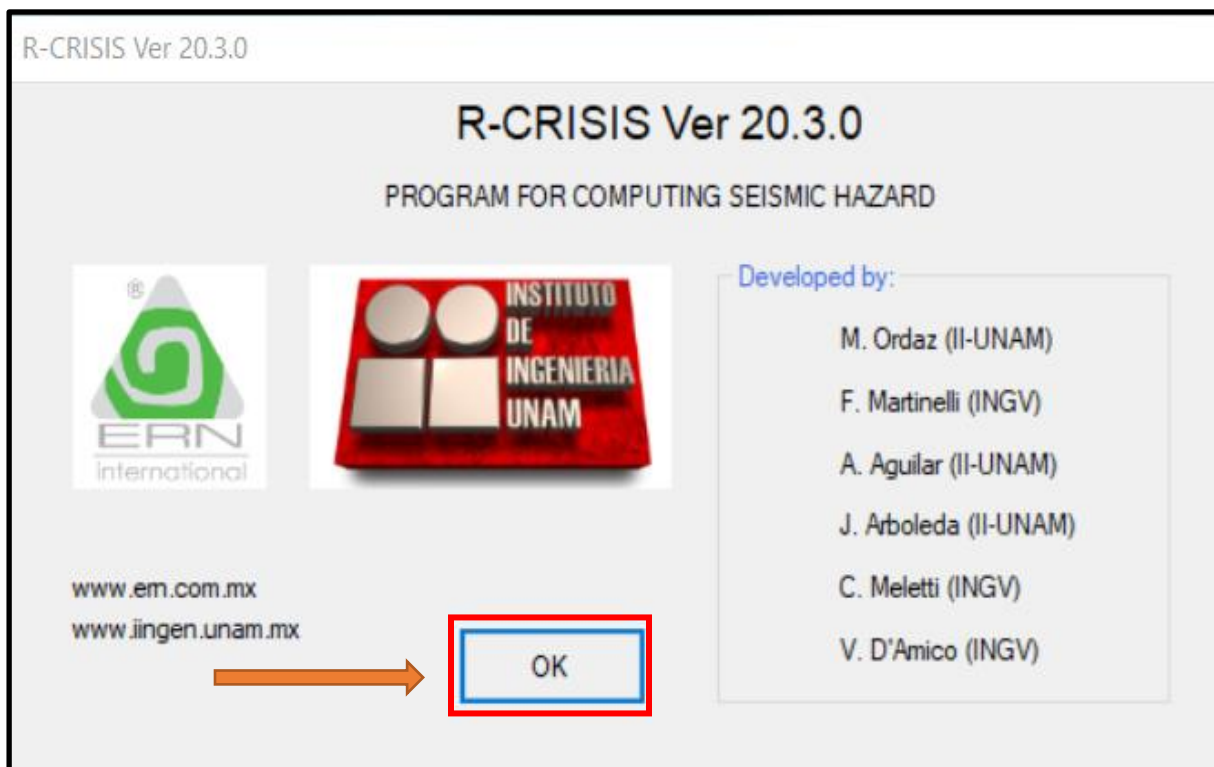 R-CRISIS Ver 20.3.0
R-CRISIS Ver 20.3.0
PROGRAM FOR COMPUTING SEISMIC HAZARD
®
ERN
international
INSTITUTO
DE
INGENIERIA
UNAM
www.ern.com.mx
www.iingen.unam.mx
OK
Developed by:
M. Ordaz (II-UNAM)
F. Martinelli (INGV)
A. Aguilar (II-UNAM)
J. Arboleda (II-UNAM)
C. Meletti (INGV)
V. D'Amico (INGV)